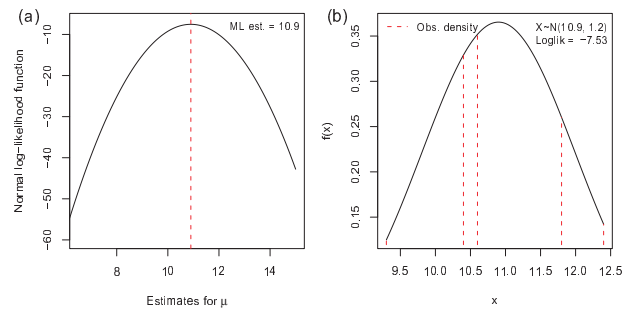 (a)
ML est. = 10.9
Normal log−likelihood function
−10
−20
−30
−40
−50
−60
8
10
12
14
Estimates for μ
(b)
Obs. density
X~N(10.9, 1.2)
Loglik = −7.53
f(x)
0.35
0.30
0.25
0.20
0.15
9.5
10.0
10.5
11.0
11.5
12.0
12.5
x